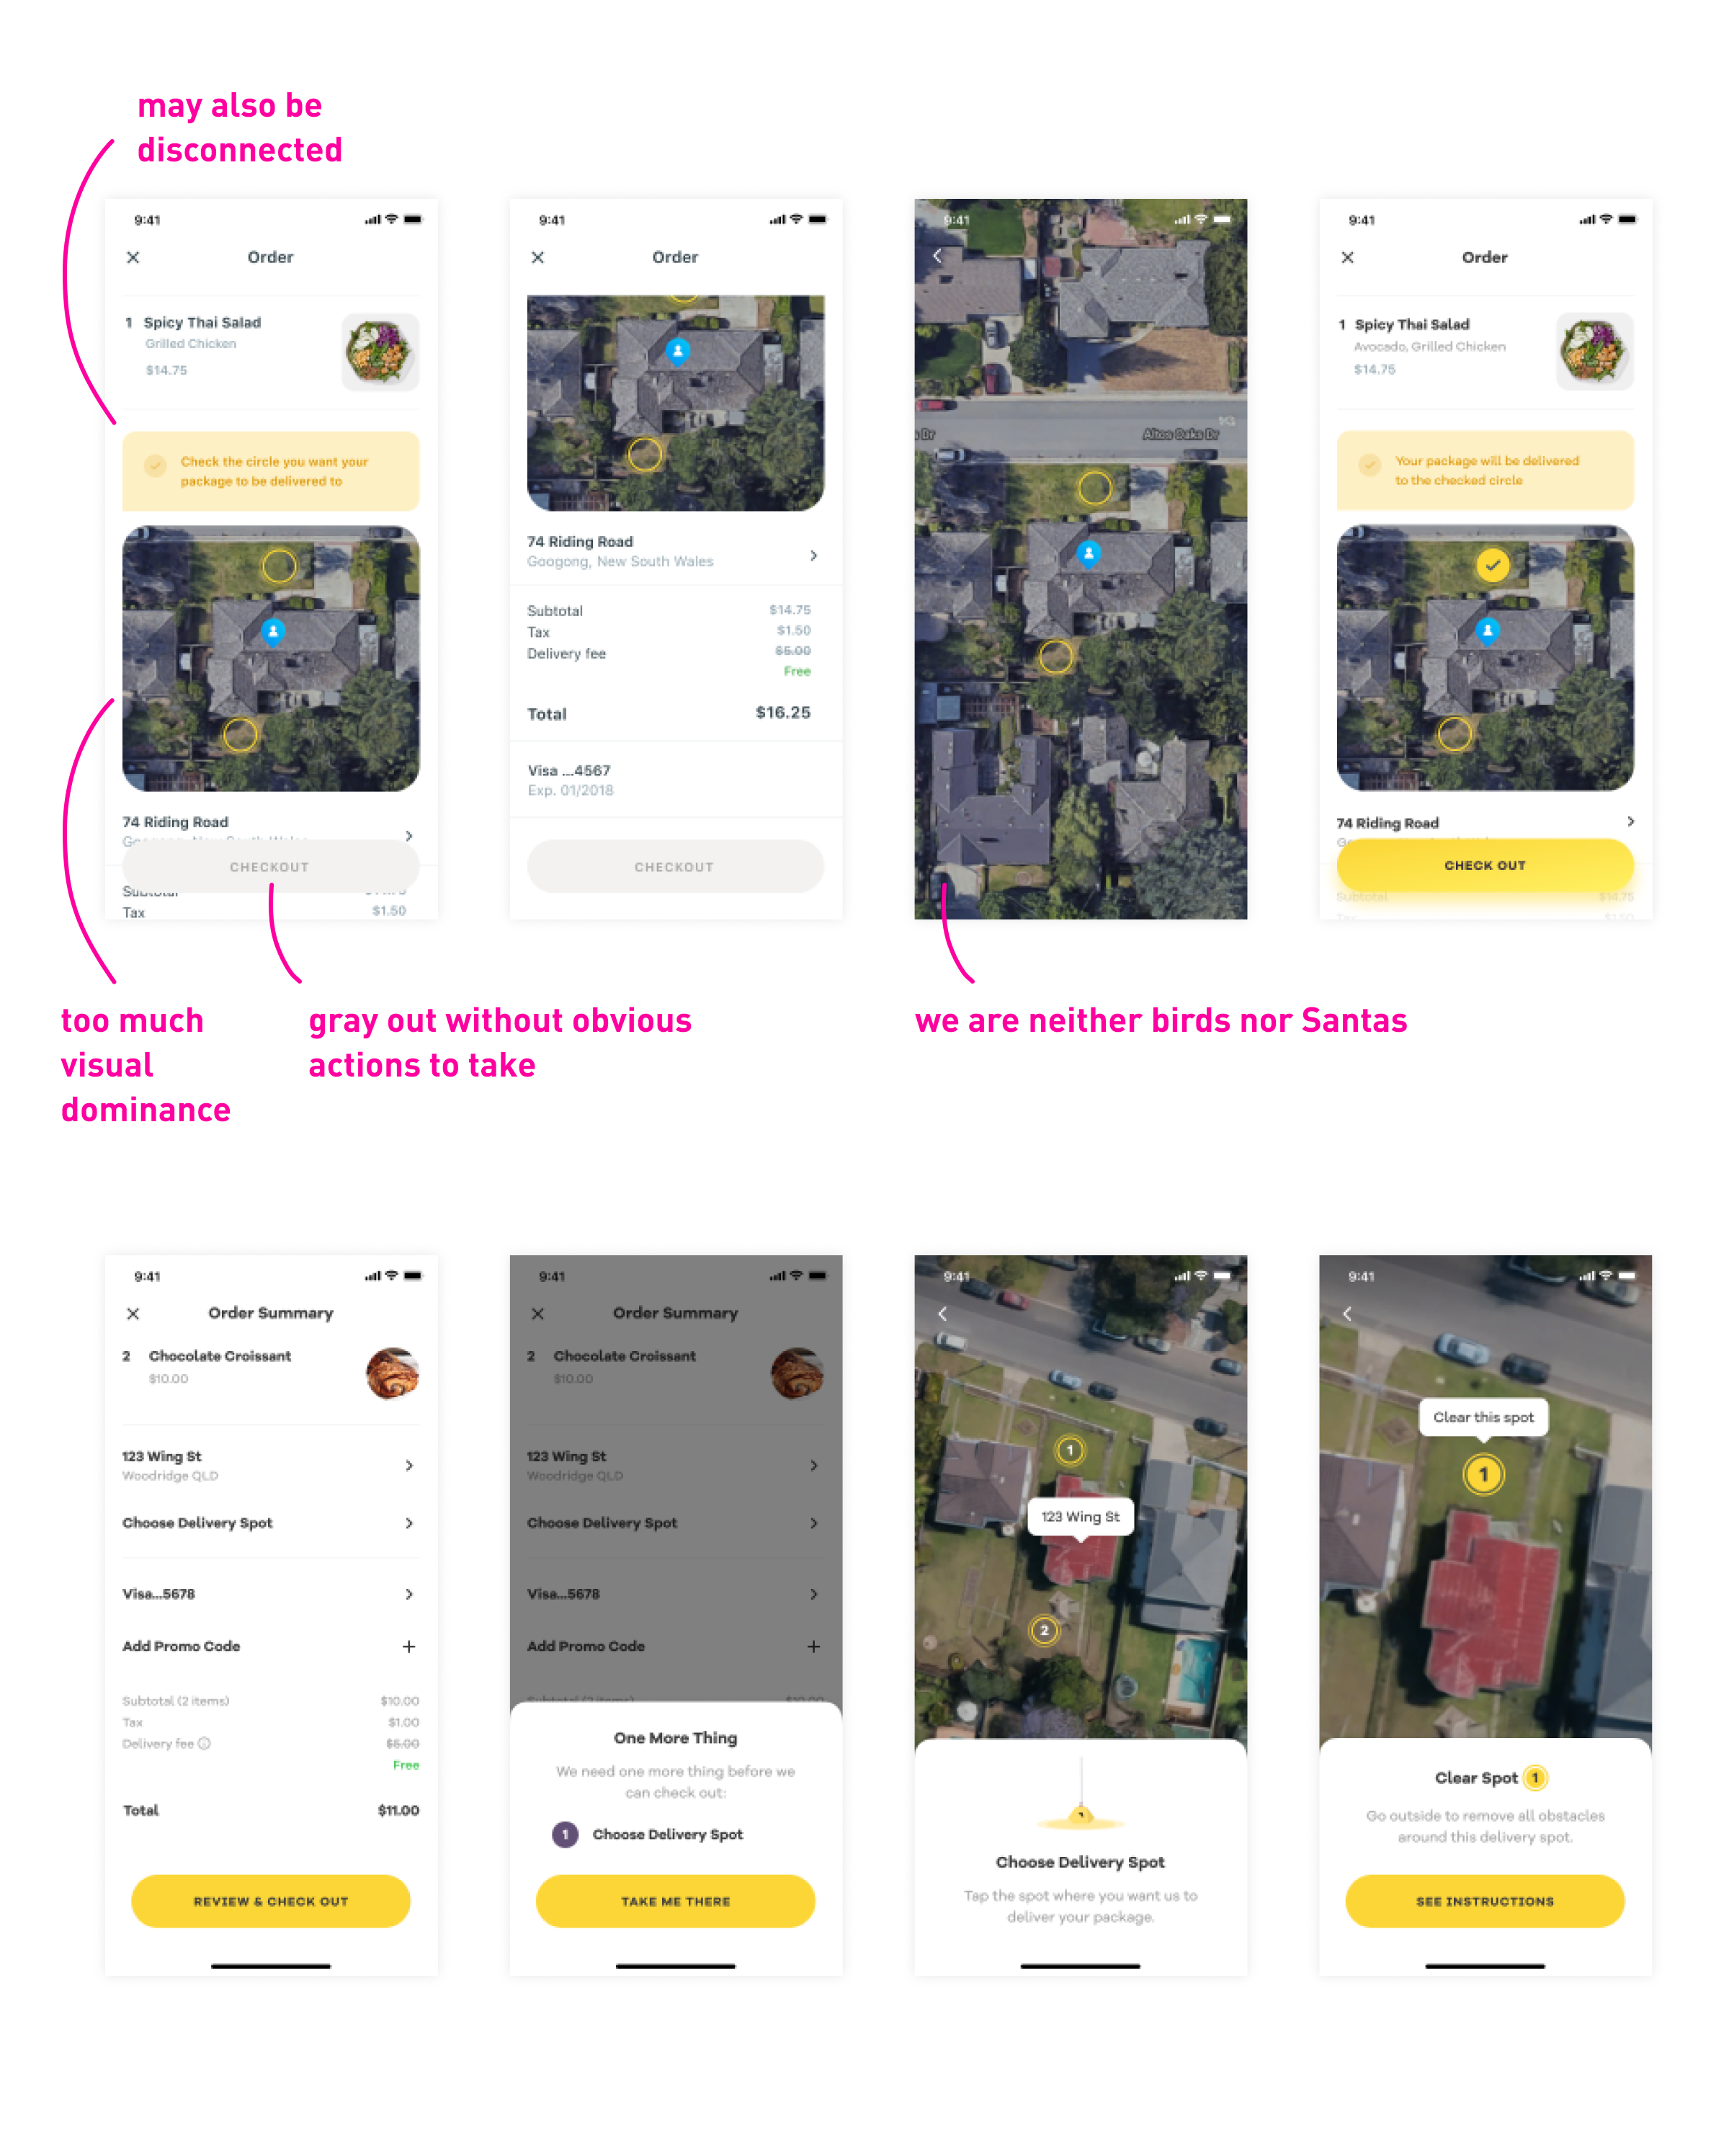 may also be
disconnected
9:41
Order
1 Spicy Thai Salad
Grilled Chicken
$14.75
Check the circle you want your
package to be delivered to
74 Riding Road
CHECKOUT
Subtotal
Tax $1.50
9:41
Order
74 Riding Road
Googong, New South Wales
Subtotal $14.75
Tax $1.50
Delivery fee $5.00
Free
Total $16.25
Visa ...4567
Exp. 01/2018
CHECKOUT
9:41
Dr
Altos Oaks Dr
9:41
Order
1 Spicy Thai Salad
Avocado, Grilled Chicken
$14.75
Your package will be delivered
to the checked circle
74 Riding Road
CHECK OUT
Subtotal $14.75
Tax $1.50
too much
visual
dominance
gray out without obvious
actions to take
we are neither birds nor Santas
9:41
Order Summary
2 Chocolate Croissant
$10.00
123 Wing St
Woodridge QLD
Choose Delivery Spot
Visa...5678
Add Promo Code
Subtotal (2 items) $10.00
Tax $1.00
Delivery fee $5.00
Free
Total $11.00
REVIEW & CHECK OUT
9:41
Order Summary
2 Chocolate Croissant
$10.00
123 Wing St
Woodridge QLD
Choose Delivery Spot
Visa...5678
Add Promo Code
Subtotal (2 items) $10.00
One More Thing
We need one more thing before we
can check out:
1 Choose Delivery Spot
TAKE ME THERE
9:41
1
123 Wing St
2
Choose Delivery Spot
Tap the spot where you want us to
deliver your package.
9:41
Clear this spot
1
Clear Spot 1
Go outside to remove all obstacles
around this delivery spot.
SEE INSTRUCTIONS